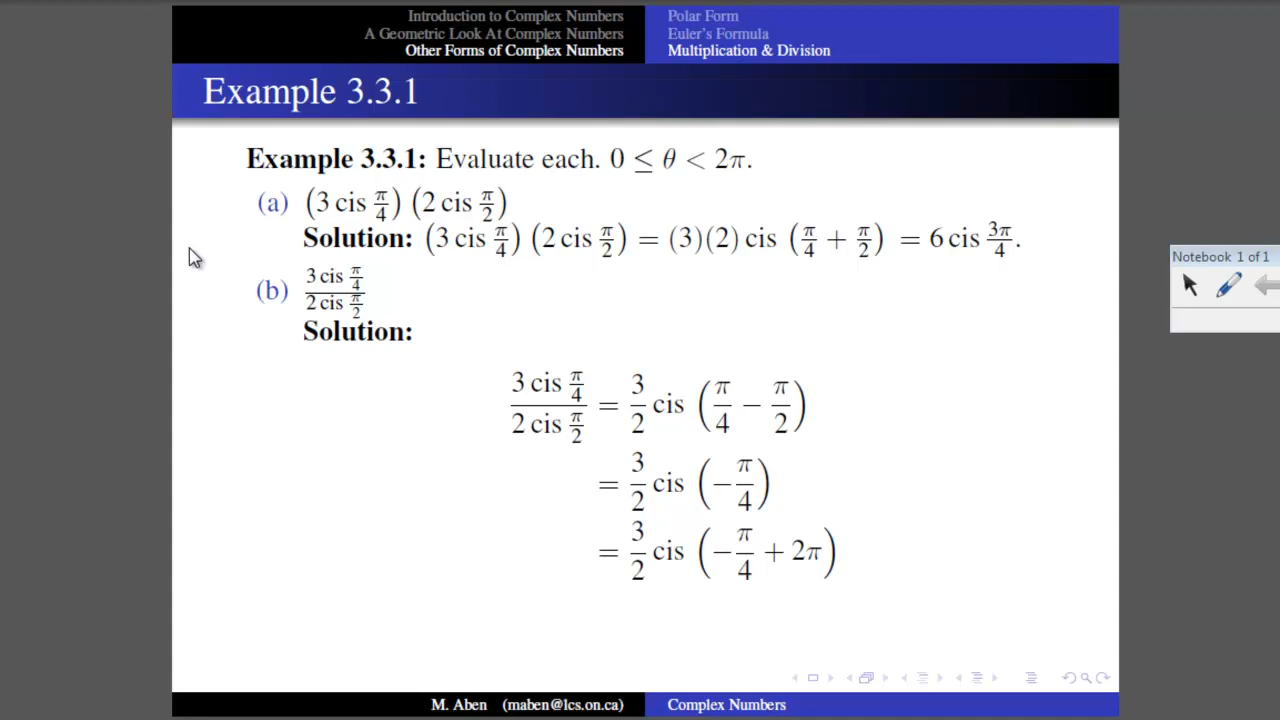 Introduction to Complex Numbers
A Geometric Look At Complex Numbers
Other Forms of Complex Numbers
Polar Form
Euler's Formula
Multiplication & Division
Example 3.3.1
Example 3.3.1: Evaluate each. 0 ≤ θ < 2π.
(a) (3 cis π/4) (2 cis π/2)
Solution: (3 cis π/4) (2 cis π/2) = (3)(2) cis (π/4 + π/2) = 6 cis 3π/4.
(b) (3 cis π/4)/(2 cis π/2)
Solution:
(3 cis π/4)/(2 cis π/2) = 3/2 cis (π/4 − π/2)
= 3/2 cis (−π/4)
= 3/2 cis (−π/4 + 2π)
M. Aben (maben@lcs.on.ca)
Complex Numbers
Notebook 1 of 1